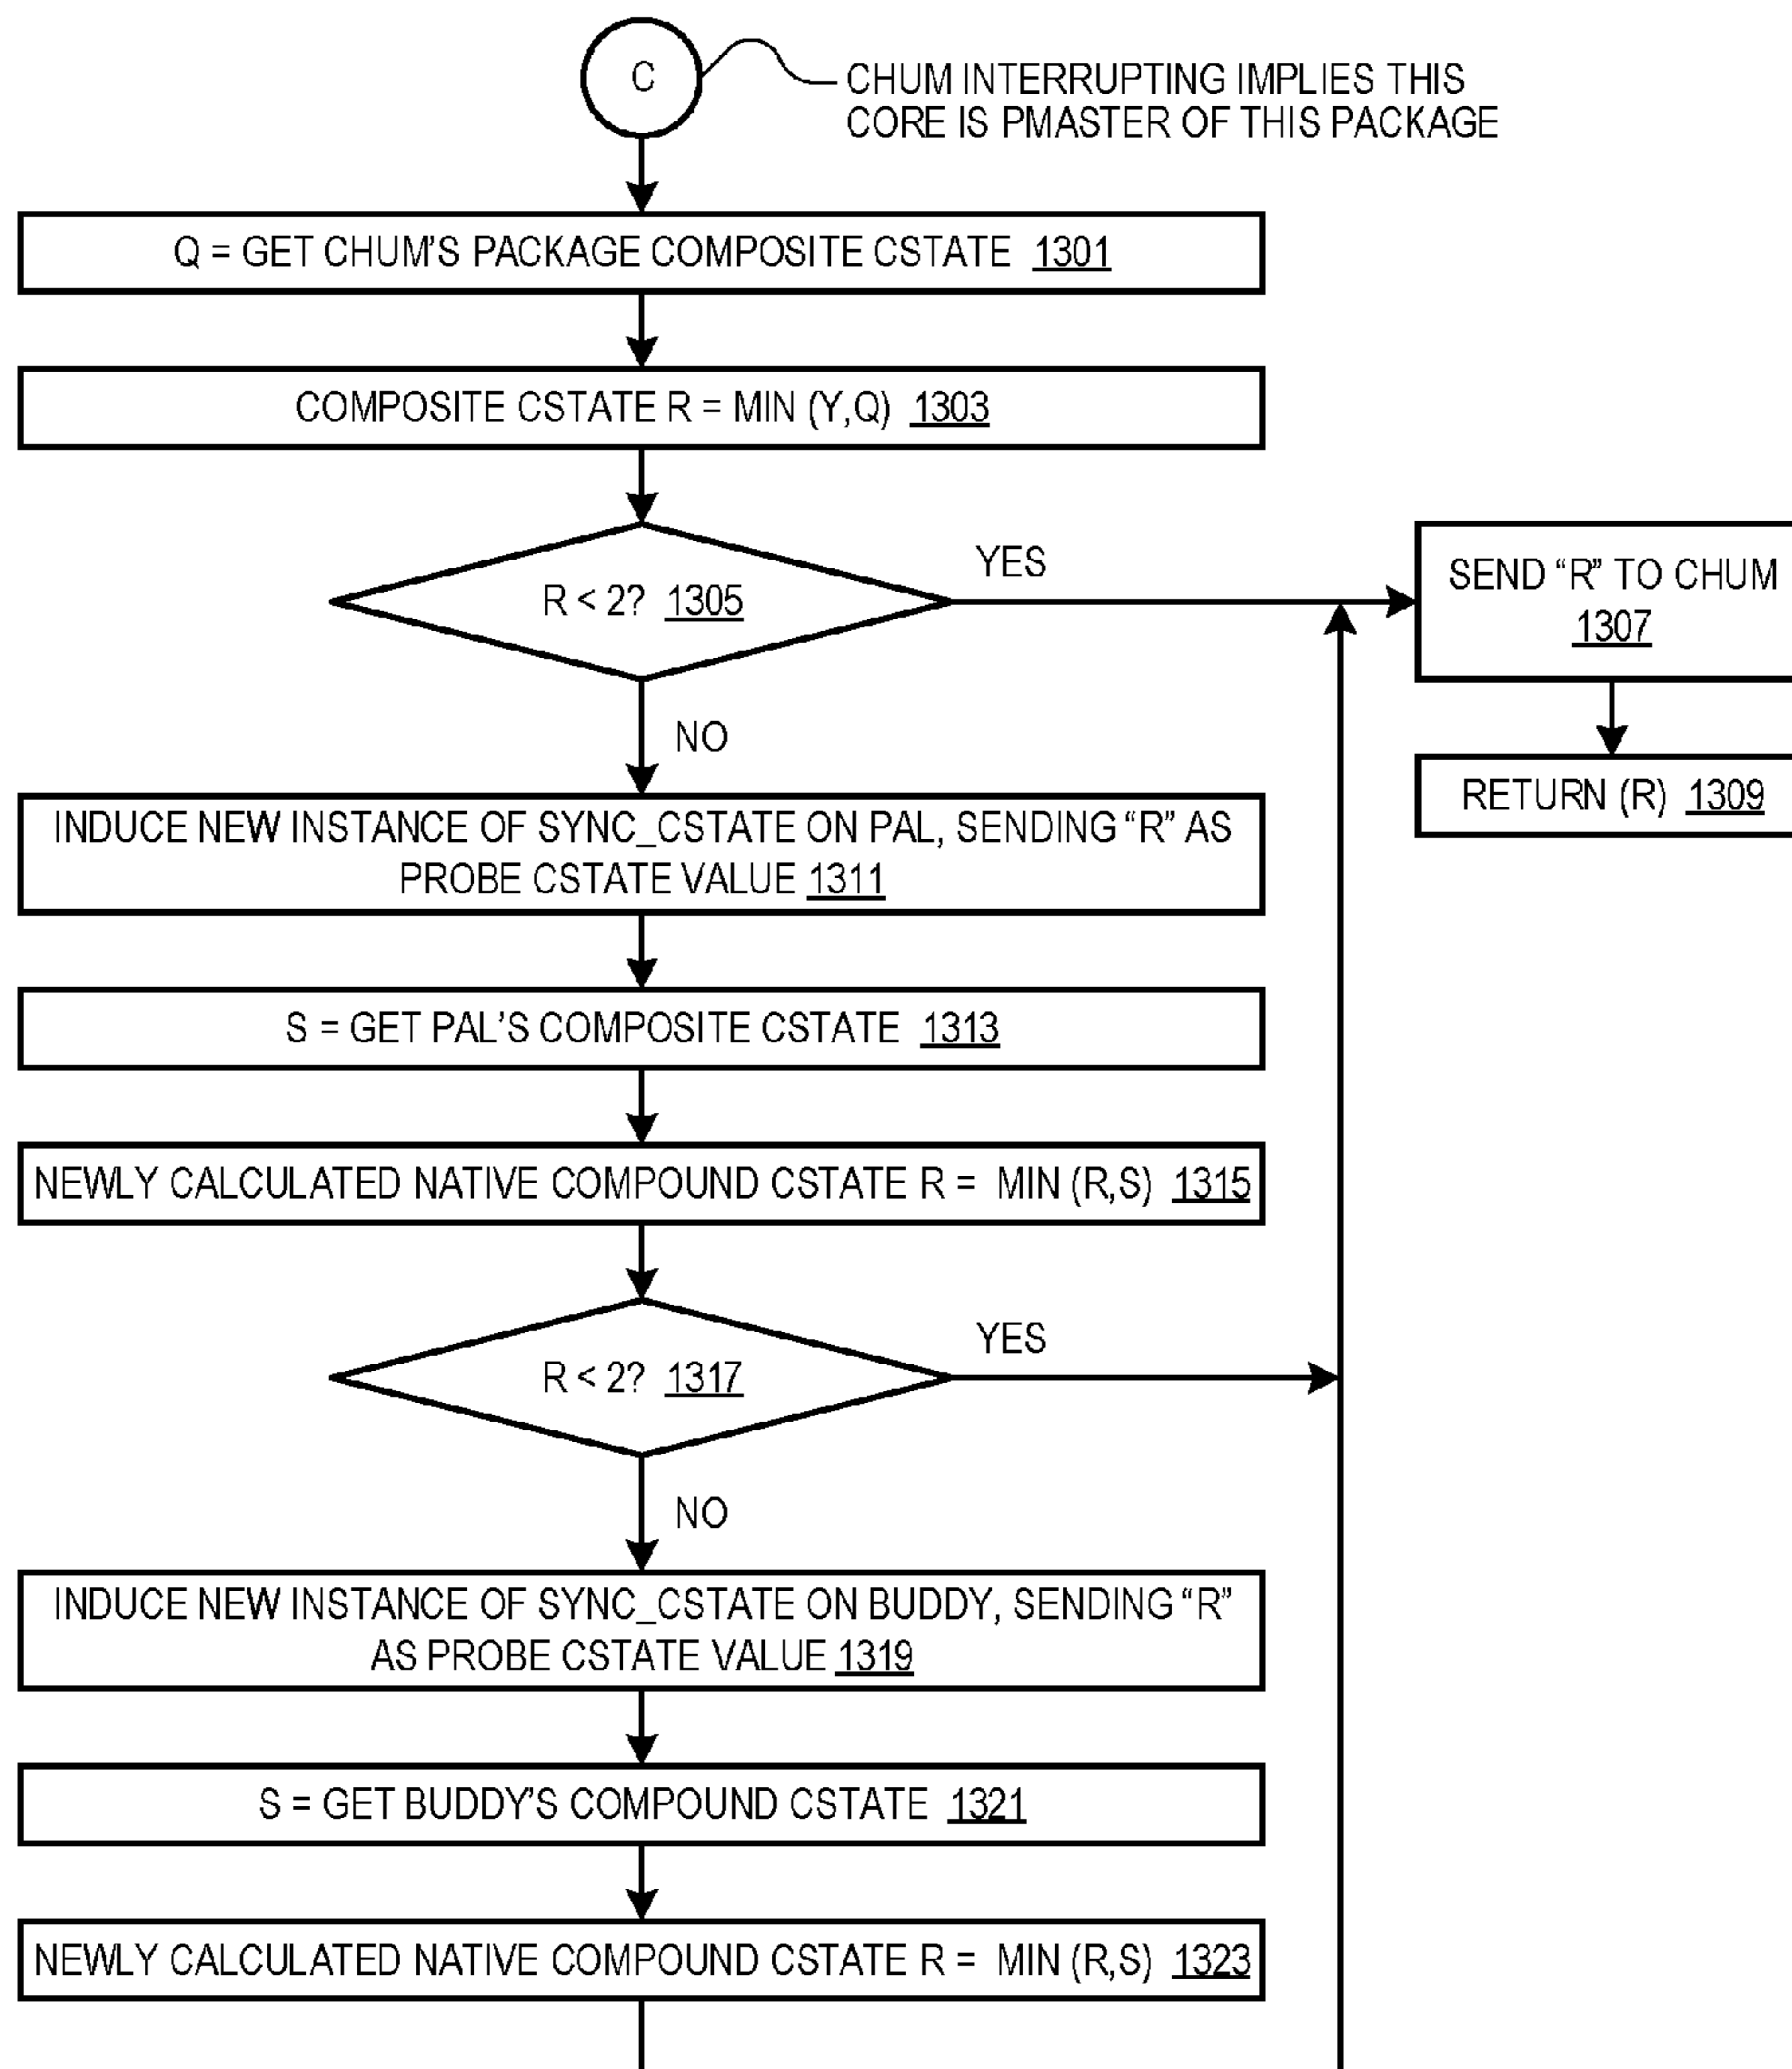 C
CHUM INTERRUPTING IMPLIES THIS
CORE IS PMASTER OF THIS PACKAGE
Q = GET CHUM'S PACKAGE COMPOSITE CSTATE 1301
COMPOSITE CSTATE R = MIN (Y,Q) 1303
R < 2? 1305
YES
SEND “R” TO CHUM
1307
RETURN (R) 1309
NO
INDUCE NEW INSTANCE OF SYNC_CSTATE ON PAL, SENDING “R” AS
PROBE CSTATE VALUE 1311
S = GET PAL'S COMPOSITE CSTATE 1313
NEWLY CALCULATED NATIVE COMPOUND CSTATE R = MIN (R,S) 1315
R < 2? 1317
YES
NO
INDUCE NEW INSTANCE OF SYNC_CSTATE ON BUDDY, SENDING “R”
AS PROBE CSTATE VALUE 1319
S = GET BUDDY'S COMPOUND CSTATE 1321
NEWLY CALCULATED NATIVE COMPOUND CSTATE R = MIN (R,S) 1323